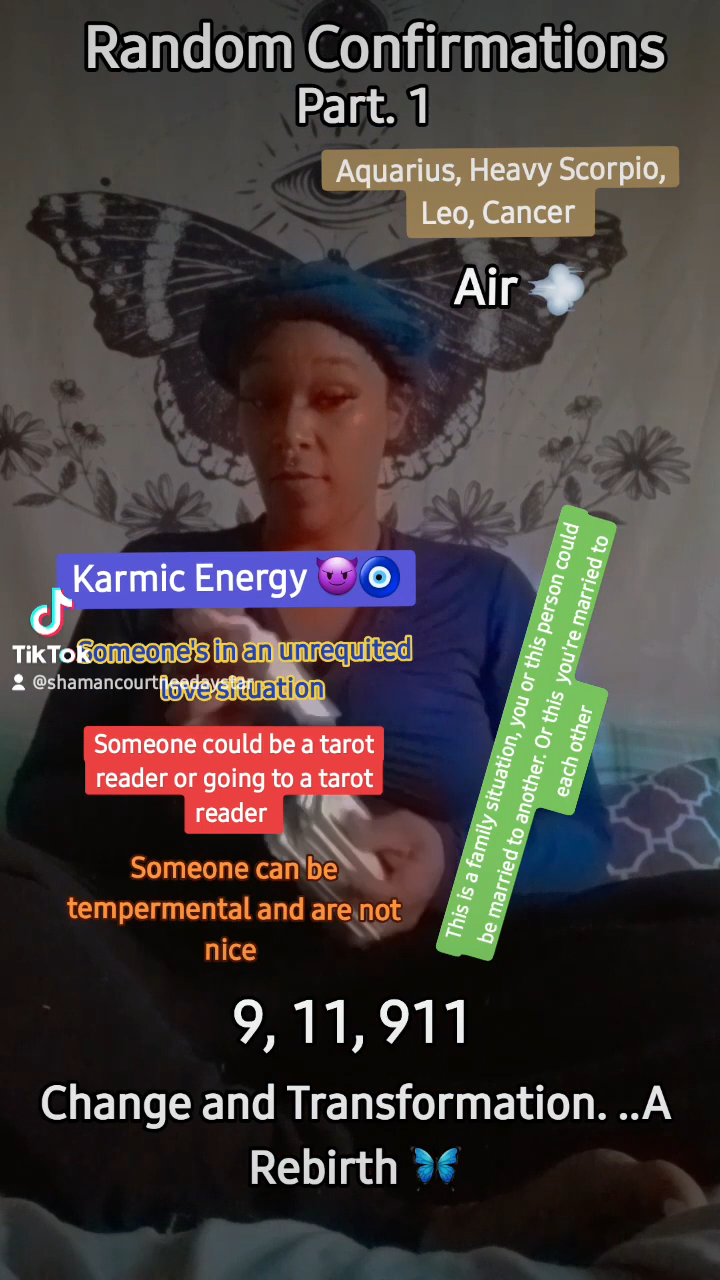 Random Confirmations
Part. 1
Aquarius, Heavy Scorpio,
Leo, Cancer
Air
Karmic Energy
Someone's in an unrequited
love situation
TikTok
Someone could be a tarot
reader or going to a tarot
reader
This is a family situation, you or this person could
be married to another. Or this you're married to
each other
Someone can be
tempermental and are not
nice
9, 11, 911
Change and Transformation. ..A
Rebirth